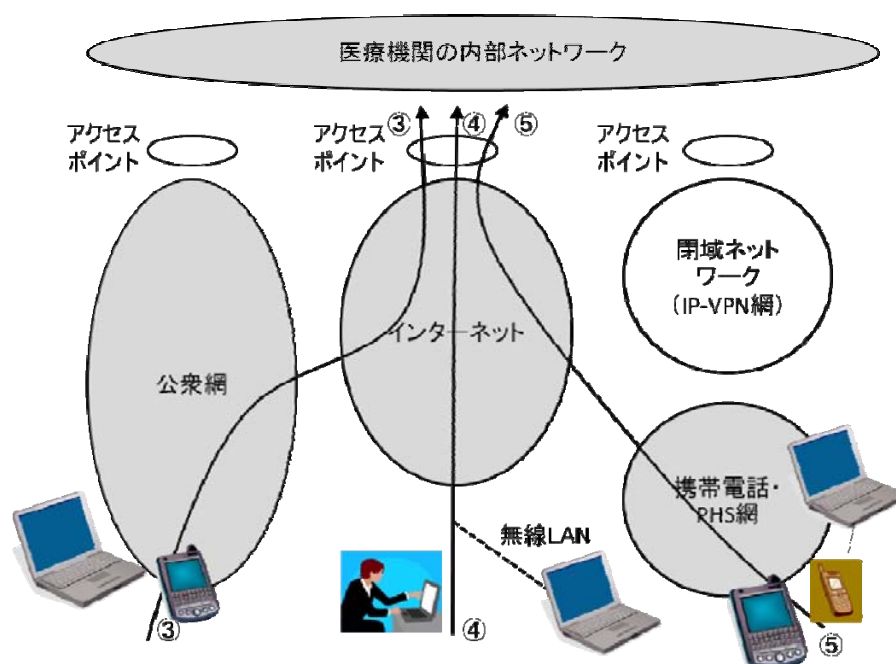 医療機関の内部ネットワーク
③ ④ ⑤
アクセス
ポイント
アクセス
ポイント
アクセス
ポイント
閉域ネット
ワーク
（IP-VPN網）
インターネット
公衆網
携帯電話・
PHS網
無線LAN
③
④
⑤